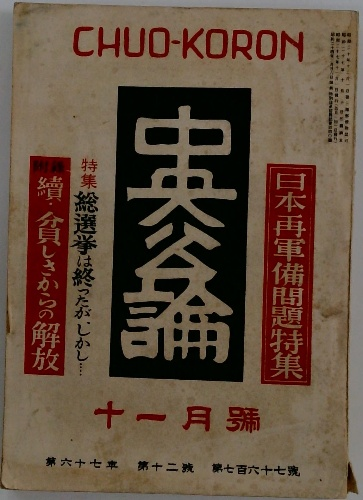 CHUO-KORON
中央公論
日本再軍備問題特集
特集 総選挙は終ったが、しかし……
續・貧しさからの解放
十一月號
第六十七年 第十二號 第七百六十七號